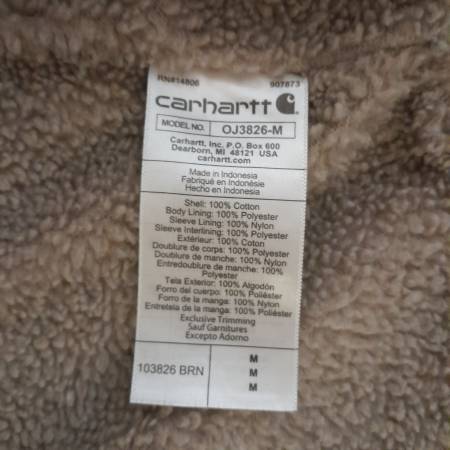 RN#14806 907873
carhartt
MODEL NO. OJ3826-M
Carhartt, Inc. P.O. Box 600
Dearborn, MI 48121 USA
carhartt.com
Made in Indonesia
Fabriqué en Indonésie
Hecho en Indonesia
Shell: 100% Cotton
Body Lining: 100% Polyester
Sleeve Lining: 100% Nylon
Sleeve Interlining: 100% Polyester
Extérieur: 100% Coton
Doublure de corps: 100% Polyester
Doublure de manche: 100% Nylon
Entredoublure de manche: 100%
Polyester
Tela Exterior: 100% Algodón
Forro del cuerpo: 100% Poliéster
Forro de la manga: 100% Nylon
Entretela de la manga: 100% Poliéster
Exclusive Trimming
Sauf Garnitures
Excepto Adorno
103826 BRN M
M
M